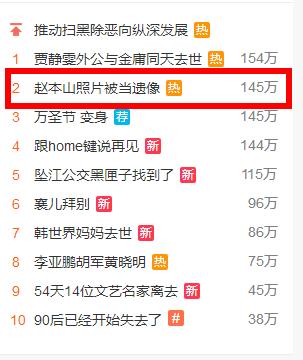 推动扫黑除恶向纵深发展 热
1 贾静雯外公与金庸同天去世 热 154万
2 赵本山照片被当遗像 热 145万
3 万圣节 变身 荐 145万
4 跟home键说再见 新 144万
5 坠江公交黑匣子找到了 新 115万
6 襄儿拜别 新 96万
7 韩世界妈妈去世 新 86万
8 李亚鹏胡军黄晓明 热 75万
9 54天14位文艺名家离去 新 45万
10 90后已经开始失去了 # 38万